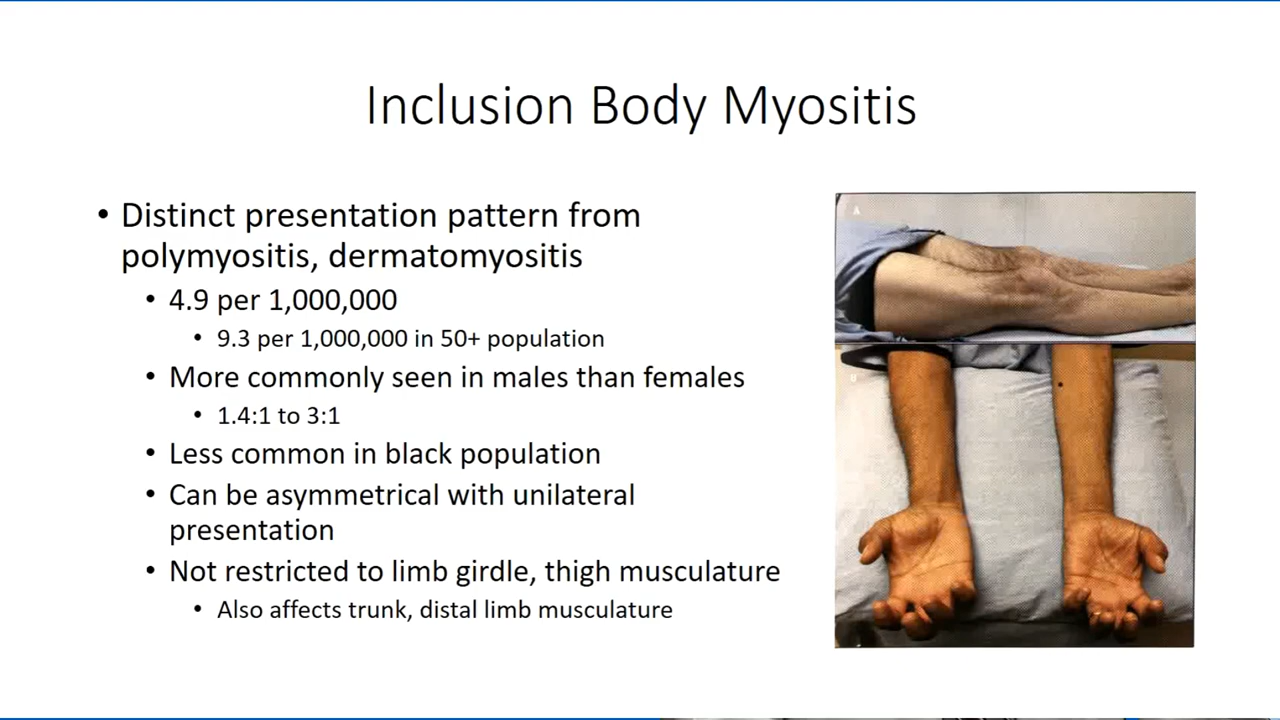 Inclusion Body Myositis
• Distinct presentation pattern from
polymyositis, dermatomyositis
• 4.9 per 1,000,000
• 9.3 per 1,000,000 in 50+ population
• More commonly seen in males than females
• 1.4:1 to 3:1
• Less common in black population
• Can be asymmetrical with unilateral
presentation
• Not restricted to limb girdle, thigh musculature
• Also affects trunk, distal limb musculature
A